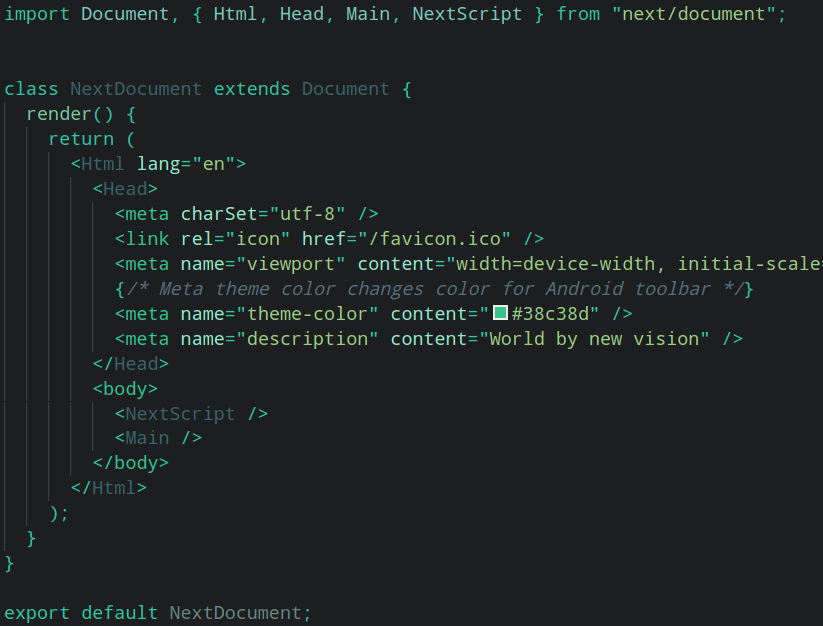 import Document, { Html, Head, Main, NextScript } from "next/document";
class NextDocument extends Document {
render() {
return (
<Html lang="en">
<Head>
<meta charSet="utf-8" />
<link rel="icon" href="/favicon.ico" />
<meta name="viewport" content="width=device-width, initial-scale=
{/* Meta theme color changes color for Android toolbar */}
<meta name="theme-color" content="#38c38d" />
<meta name="description" content="World by new vision" />
</Head>
<body>
<NextScript />
<Main />
</body>
</Html>
);
}
}
export default NextDocument;